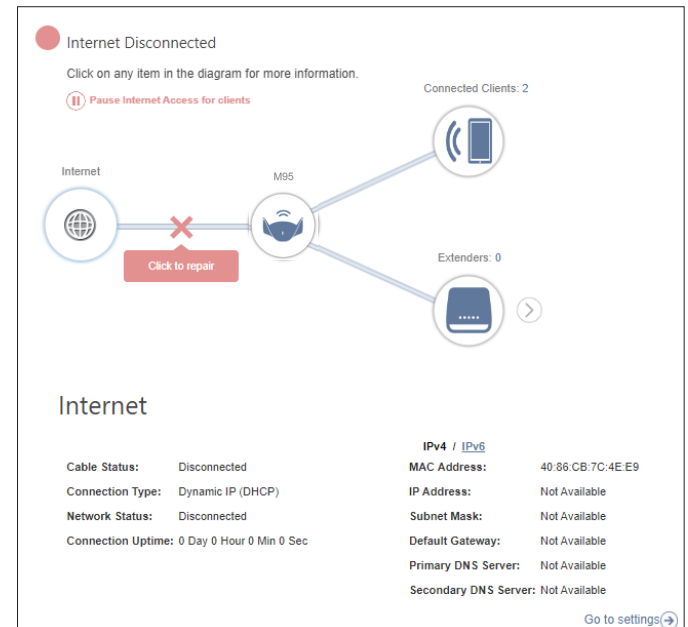 Internet Disconnected
Click on any item in the diagram for more information.
Pause Internet Access for clients
Connected Clients: 2
Internet
M95
Click to repair
Extenders: 0
Internet
IPv4 / IPv6
Cable Status: Disconnected
MAC Address: 40:86:CB:7C:4E:E9
Connection Type: Dynamic IP (DHCP)
IP Address: Not Available
Network Status: Disconnected
Subnet Mask: Not Available
Connection Uptime: 0 Day 0 Hour 0 Min 0 Sec
Default Gateway: Not Available
Primary DNS Server: Not Available
Secondary DNS Server: Not Available
Go to settings